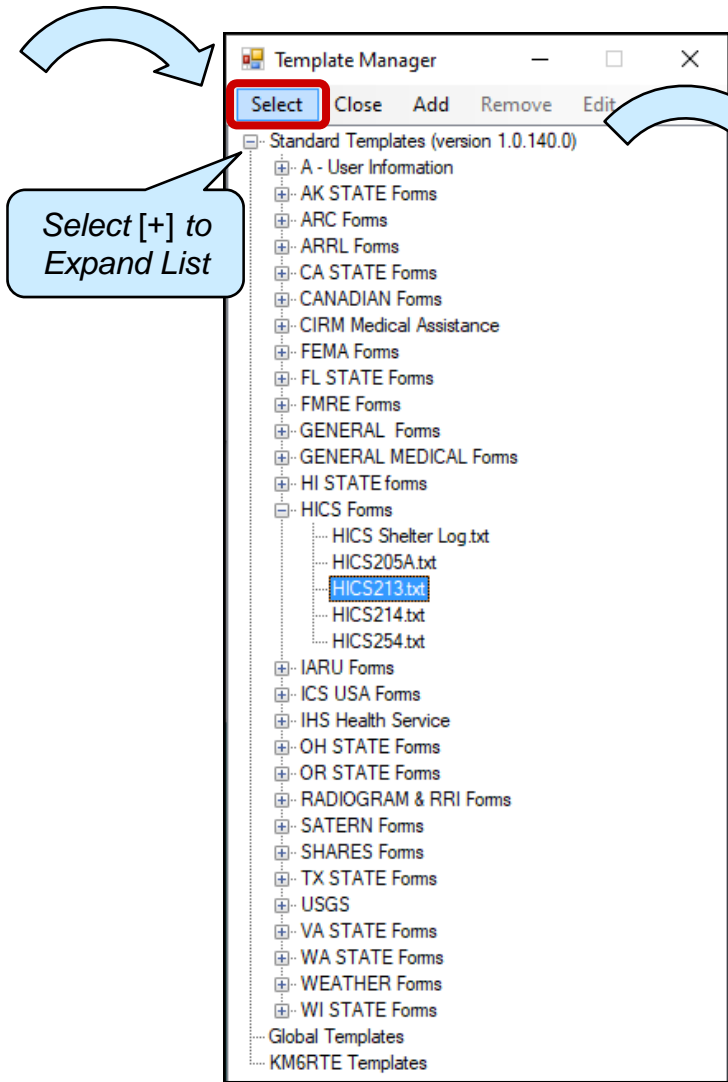 Template Manager
Select Close Add Remove Edit
Standard Templates (version 1.0.140.0)
A - User Information
AK STATE Forms
Select [+] to
Expand List
ARC Forms
ARRL Forms
CA STATE Forms
CANADIAN Forms
CIRM Medical Assistance
FEMA Forms
FL STATE Forms
FMRE Forms
GENERAL  Forms
GENERAL MEDICAL Forms
HI STATE forms
HICS Forms
HICS Shelter Log.txt
HICS205A.txt
HICS213.txt
HICS214.txt
HICS254.txt
IARU Forms
ICS USA Forms
IHS Health Service
OH STATE Forms
OR STATE Forms
RADIOGRAM & RRI Forms
SATERN Forms
SHARES Forms
TX STATE Forms
USGS
VA STATE Forms
WA STATE Forms
WEATHER Forms
WI STATE Forms
Global Templates
KM6RTE Templates